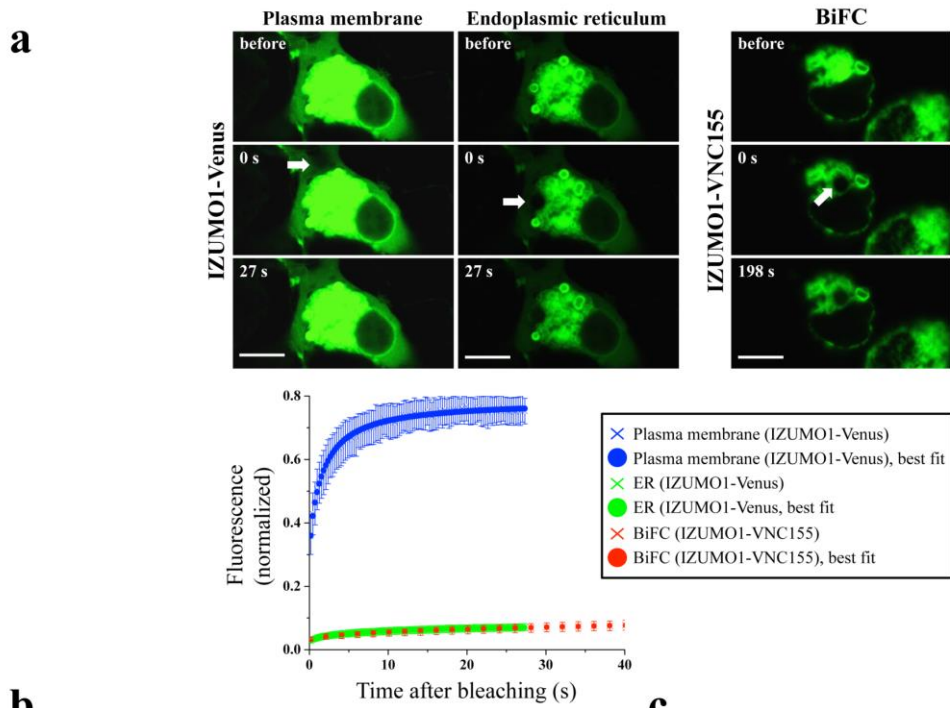 a
Plasma membrane Endoplasmic reticulum BiFC
before before before
IZUMO1-Venus
IZUMO1-VNC155
0 s 0 s 0 s
27 s 27 s 198 s
0.8
0.6
0.4
0.2
0.0
0 10 20 30 40
Fluorescence
(normalized)
Time after bleaching (s)
Plasma membrane (IZUMO1-Venus)
Plasma membrane (IZUMO1-Venus), best fit
ER (IZUMO1-Venus)
ER (IZUMO1-Venus, best fit
BiFC (IZUMO1-VNC155)
BiFC (IZUMO1-VNC155), best fit
b c